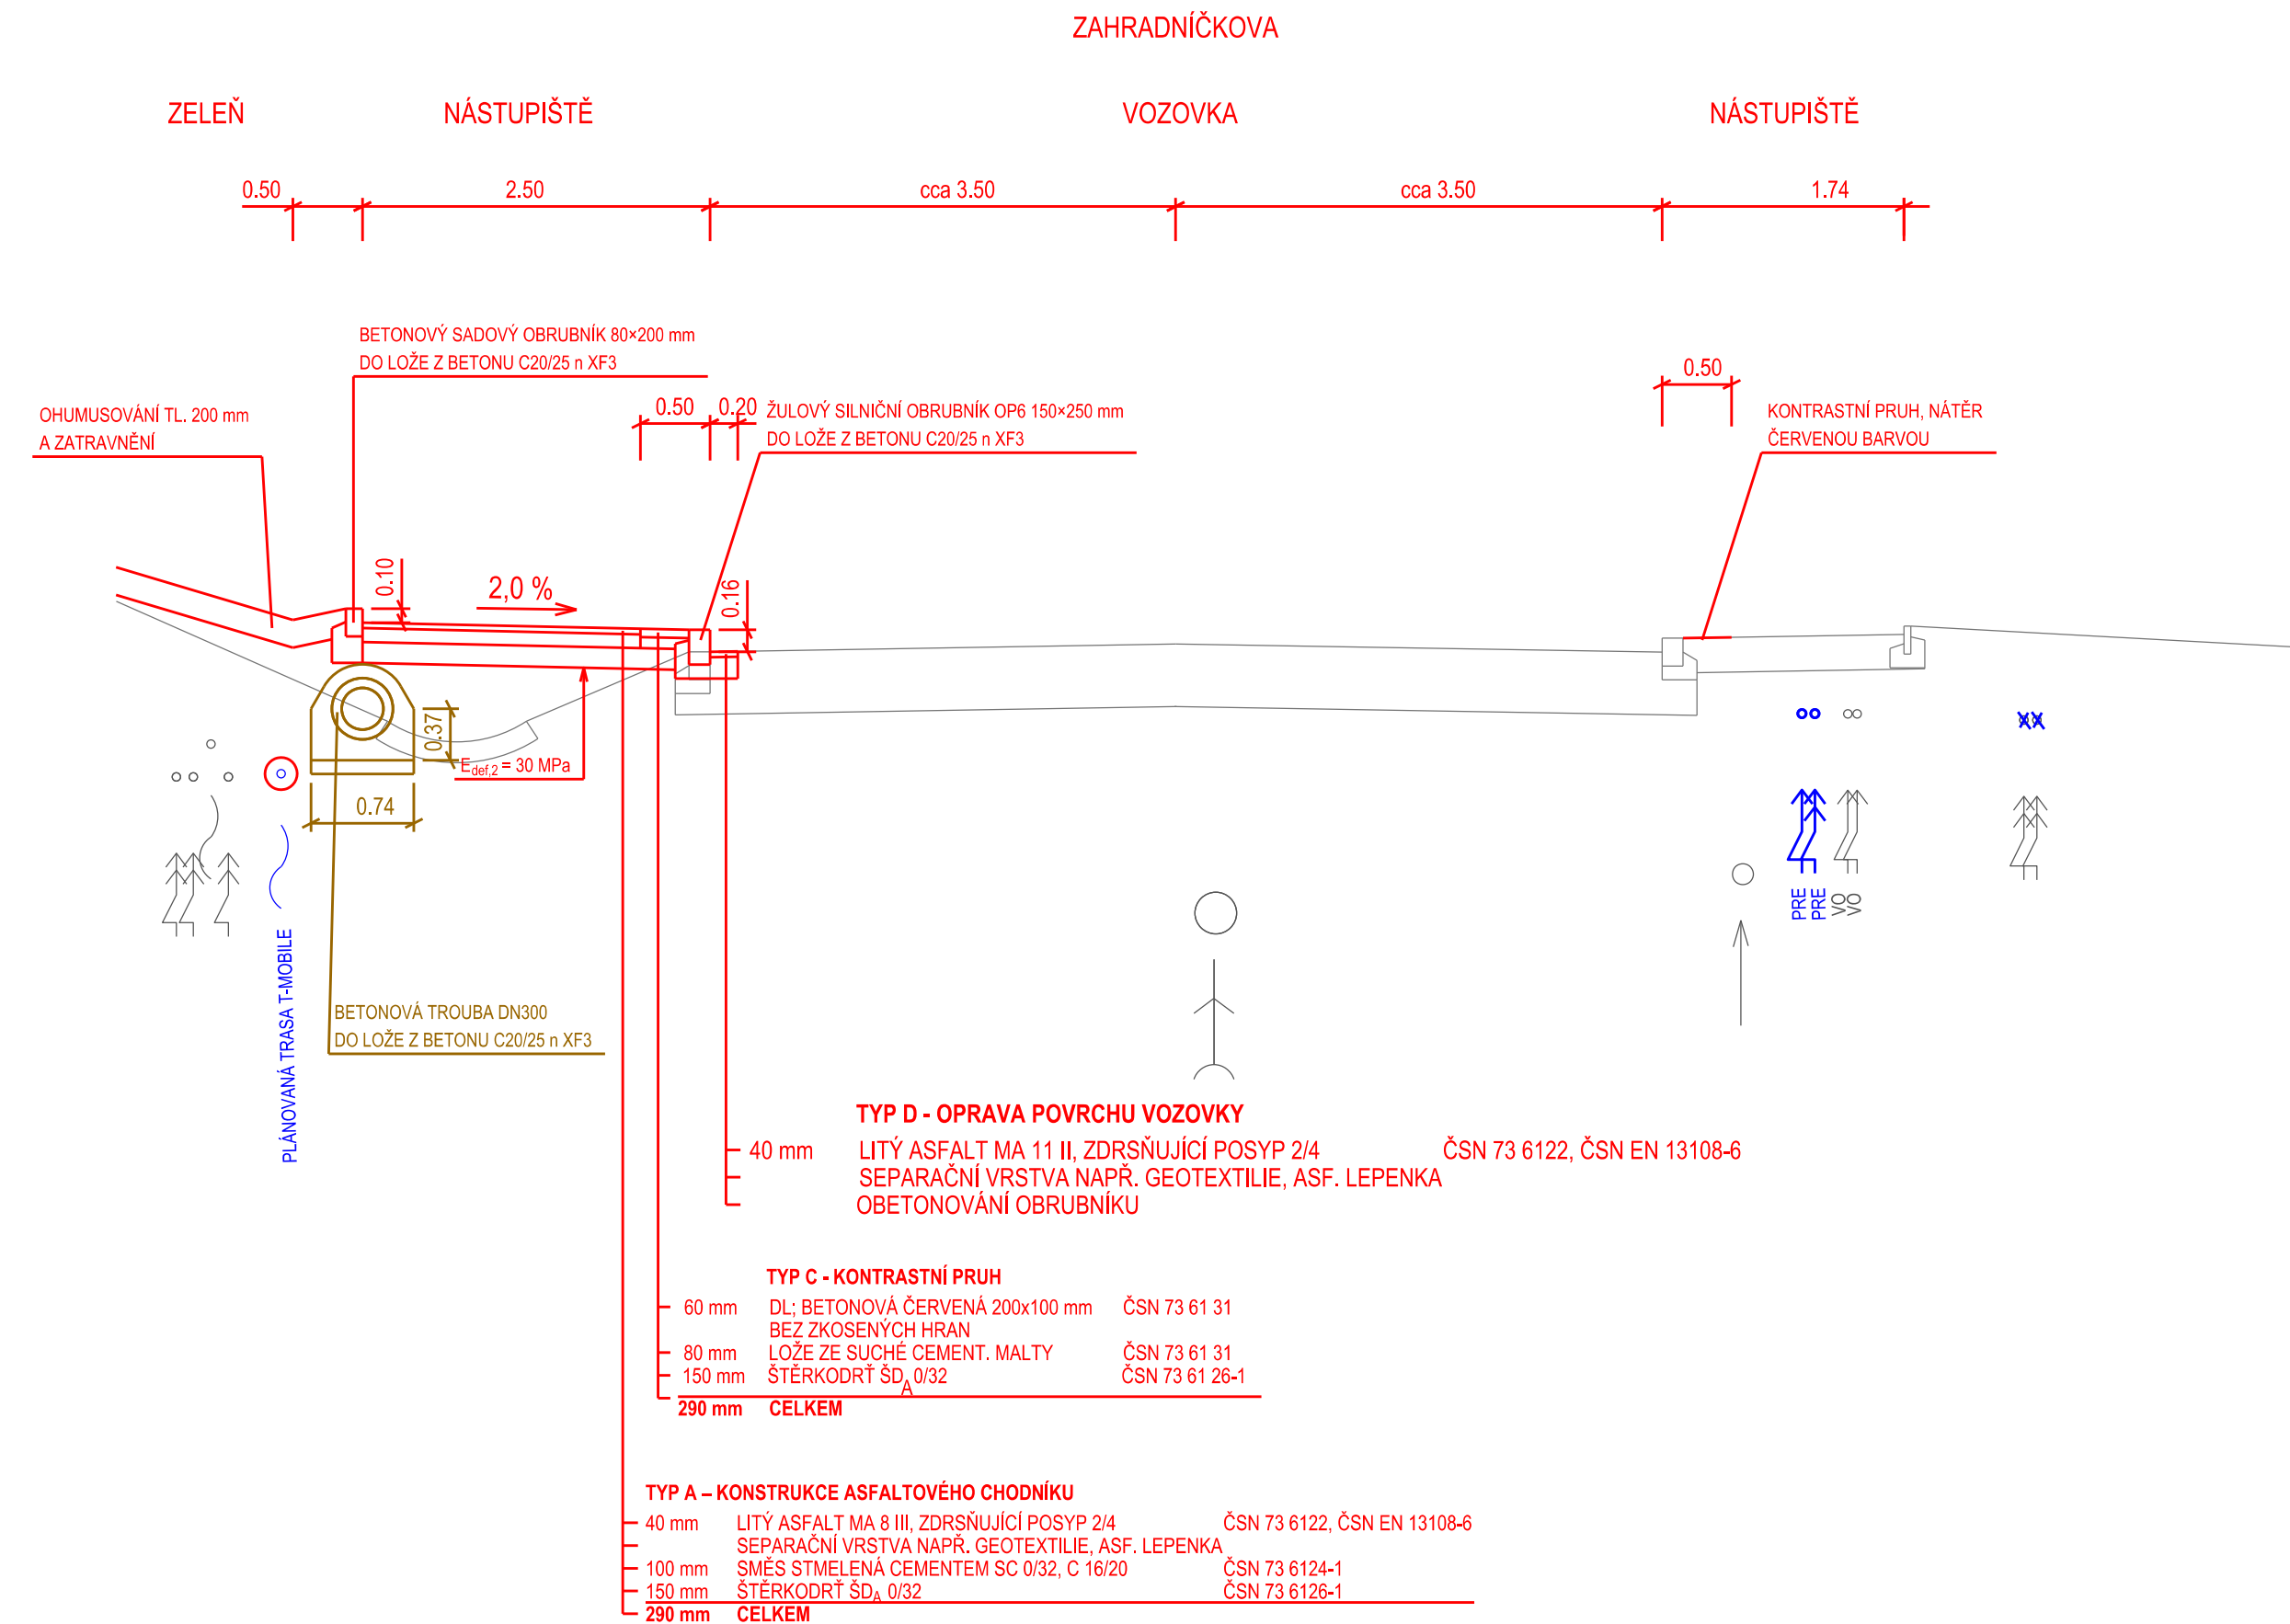 ZAHRADNÍČKOVA
ZELEŇ NÁSTUPIŠTĚ VOZOVKA NÁSTUPIŠTĚ
0.50 2.50 cca 3.50 cca 3.50 1.74
BETONOVÝ SADOVÝ OBRUBNÍK 80×200 mm
DO LOŽE Z BETONU C20/25 n XF3
OHUMUSOVÁNÍ TL. 200 mm
A ZATRAVNĚNÍ
0.50 0.20
ŽULOVÝ SILNIČNÍ OBRUBNÍK OP6 150×250 mm
DO LOŽE Z BETONU C20/25 n XF3
0.50
KONTRASTNÍ PRUH, NÁTĚR
ČERVENOU BARVOU
0.10
2,0 %
0.16
0.37
Edef,2 = 30 MPa
0.74
PLÁNOVANÁ TRASA T-MOBILE
BETONOVÁ TROUBA DN300
DO LOŽE Z BETONU C20/25 n XF3
PRE
PRE
VO
VO
TYP D - OPRAVA POVRCHU VOZOVKY
40 mm LITÝ ASFALT MA 11 II, ZDRSŇUJÍCÍ POSYP 2/4 ČSN 73 6122, ČSN EN 13108-6
SEPARAČNÍ VRSTVA NAPŘ. GEOTEXTILIE, ASF. LEPENKA
OBETONOVÁNÍ OBRUBNÍKU
TYP C - KONTRASTNÍ PRUH
60 mm DL; BETONOVÁ ČERVENÁ 200x100 mm ČSN 73 61 31
BEZ ZKOSENÝCH HRAN
80 mm LOŽE ZE SUCHÉ CEMENT. MALTY ČSN 73 61 31
150 mm ŠTĚRKODRŤ ŠDA 0/32 ČSN 73 61 26-1
290 mm CELKEM
TYP A – KONSTRUKCE ASFALTOVÉHO CHODNÍKU
40 mm LITÝ ASFALT MA 8 III, ZDRSŇUJÍCÍ POSYP 2/4 ČSN 73 6122, ČSN EN 13108-6
SEPARAČNÍ VRSTVA NAPŘ. GEOTEXTILIE, ASF. LEPENKA
100 mm SMĚS STMELENÁ CEMENTEM SC 0/32, C 16/20 ČSN 73 6124-1
150 mm ŠTĚRKODRŤ ŠDA 0/32 ČSN 73 6126-1
290 mm CELKEM